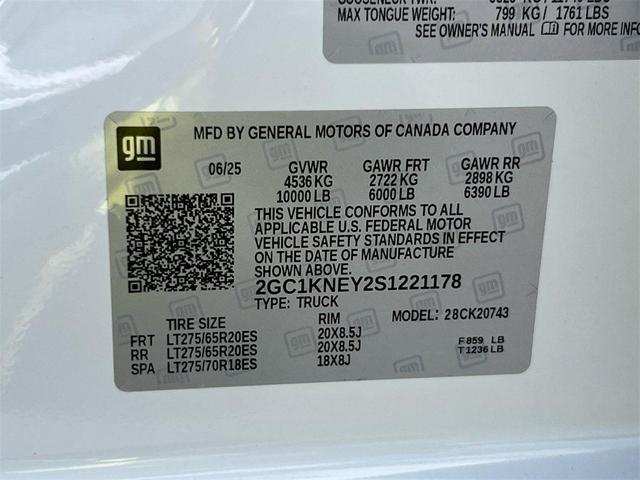 MAX TONGUE WEIGHT: 799 KG / 1761 LBS
SEE OWNER'S MANUAL FOR MORE INFO
gm
MFD BY GENERAL MOTORS OF CANADA COMPANY
06/25 GVWR GAWR FRT GAWR RR
4536 KG 2722 KG 2898 KG
10000 LB 6000 LB 6390 LB
THIS VEHICLE CONFORMS TO ALL
APPLICABLE U.S. FEDERAL MOTOR
VEHICLE SAFETY STANDARDS IN EFFECT
ON THE DATE OF MANUFACTURE
SHOWN ABOVE.
2GC1KNEY2S1221178
TYPE: TRUCK
MODEL: 28CK20743
TIRE SIZE RIM
FRT LT275/65R20ES 20X8.5J
RR LT275/65R20ES 20X8.5J
SPA LT275/70R18ES 18X8J
F 859 LB
T 1236 LB